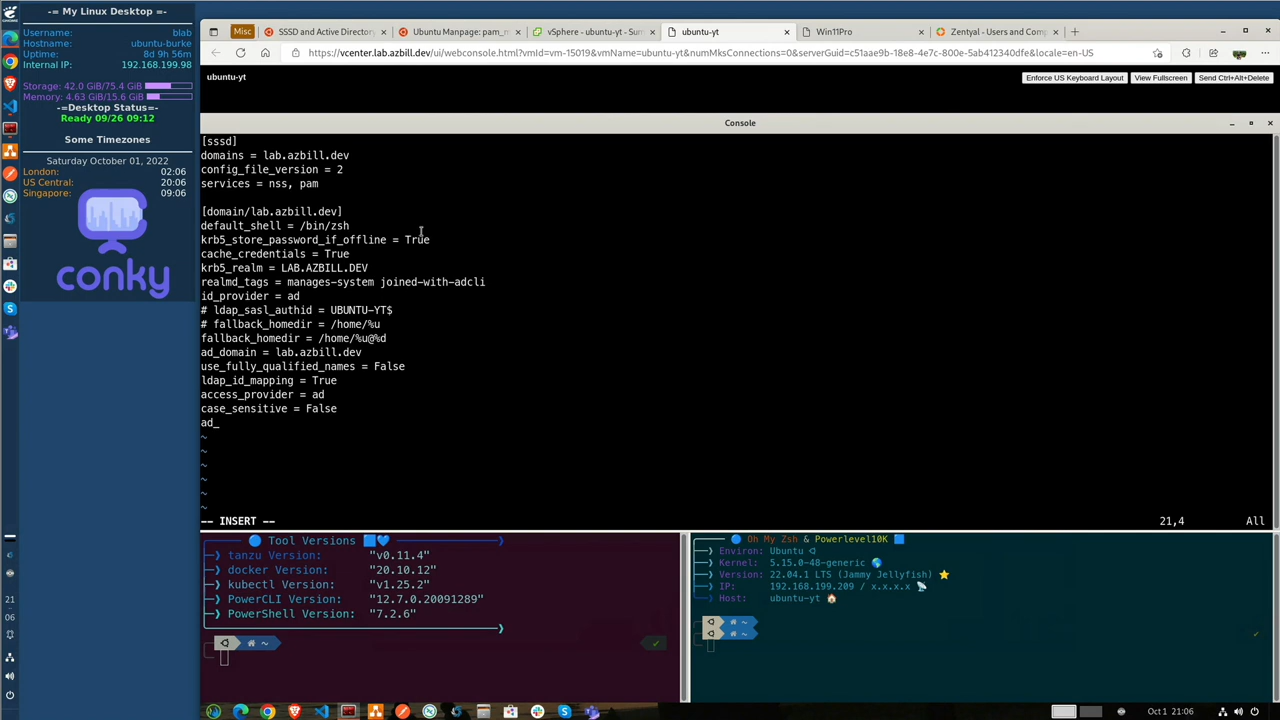 -= My Linux Desktop =-
Username: blab
Hostname: ubuntu-burke
Uptime: 8d 9h 56m
Internal IP: 192.168.199.98
Storage: 42.0 GiB/75.4 GiB
Memory: 4.63 GiB/15.6 GiB
-=Desktop Status=-
Ready 09/26 09:12
Some Timezones
Saturday October 01, 2022
London: 02:06
US Central: 20:06
Singapore: 09:06
conky
21
06
Misc
SSSD and Active Directory
Ubuntu Manpage: pam_m
vSphere - ubuntu-yt - Sum
ubuntu-yt
Win11Pro
Zentyal - Users and Comp
https://vcenter.lab.azbill.dev/ui/webconsole.html?vmId=vm-15019&vmName=ubuntu-yt&numMksConnections=0&serverGuid=c51aae9b-18e8-4e7c-800e-5ab412340dfe&locale=en-US
ubuntu-yt
Enforce US Keyboard Layout
View Fullscreen
Send Ctrl+Alt+Delete
Console
[sssd]
domains = lab.azbill.dev
config_file_version = 2
services = nss, pam
[domain/lab.azbill.dev]
default_shell = /bin/zsh
krb5_store_password_if_offline = True
cache_credentials = True
krb5_realm = LAB.AZBILL.DEV
realmd_tags = manages-system joined-with-adcli
id_provider = ad
# ldap_sasl_authid = UBUNTU-YT$
# fallback_homedir = /home/%u
fallback_homedir = /home/%u@%d
ad_domain = lab.azbill.dev
use_fully_qualified_names = False
ldap_id_mapping = True
access_provider = ad
case_sensitive = False
ad_
~
~
~
~
~
~
-- INSERT -- 21,4 All
Tool Versions
tanzu Version: "v0.11.4"
docker Version: "20.10.12"
kubectl Version: "v1.25.2"
PowerCLI Version: "12.7.0.20091289"
PowerShell Version: "7.2.6"
~
Oh My Zsh & Powerlevel10K
Environ: Ubuntu
Kernel: 5.15.0-48-generic
Version: 22.04.1 LTS (Jammy Jellyfish)
IP: 192.168.199.209 / x.x.x.x
Host: ubuntu-yt
~
~
Oct 1 21:06